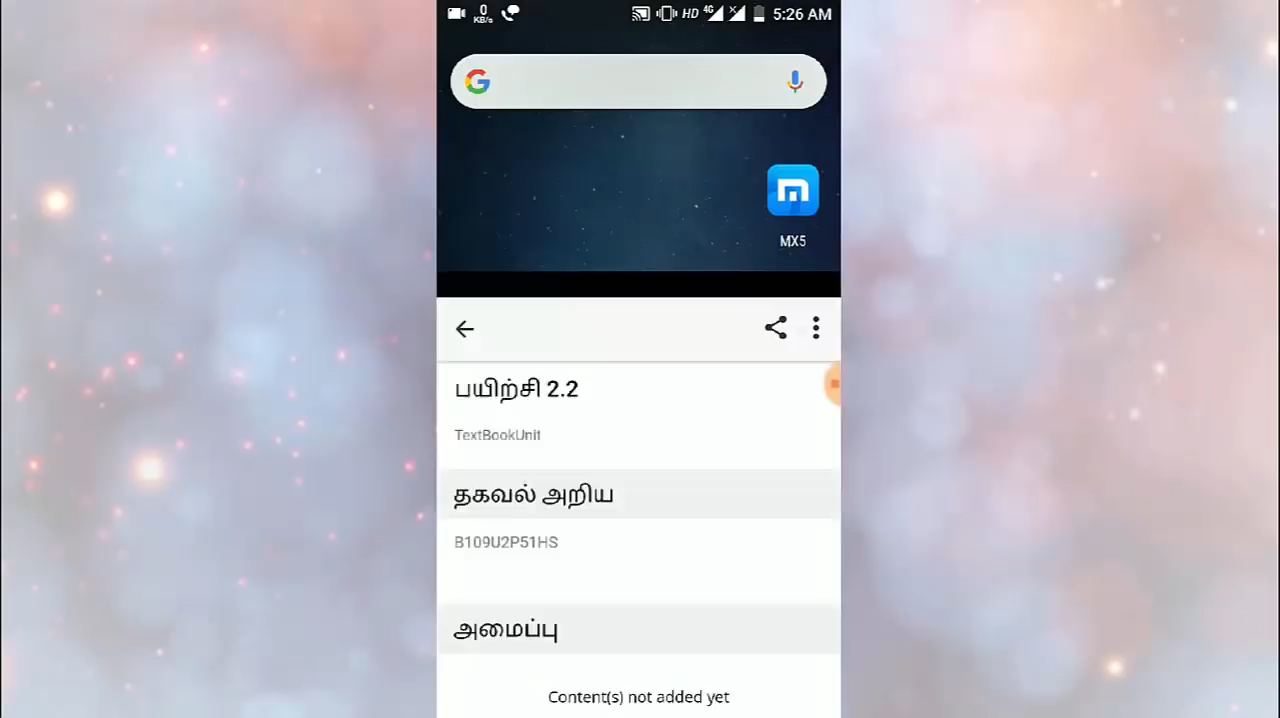 0
KB/s
HD 4G 5:26 AM
MX5
பயிற்சி 2.2
TextBookUnit
தகவல் அறிய
B109U2P51HS
அமைப்பு
Content(s) not added yet